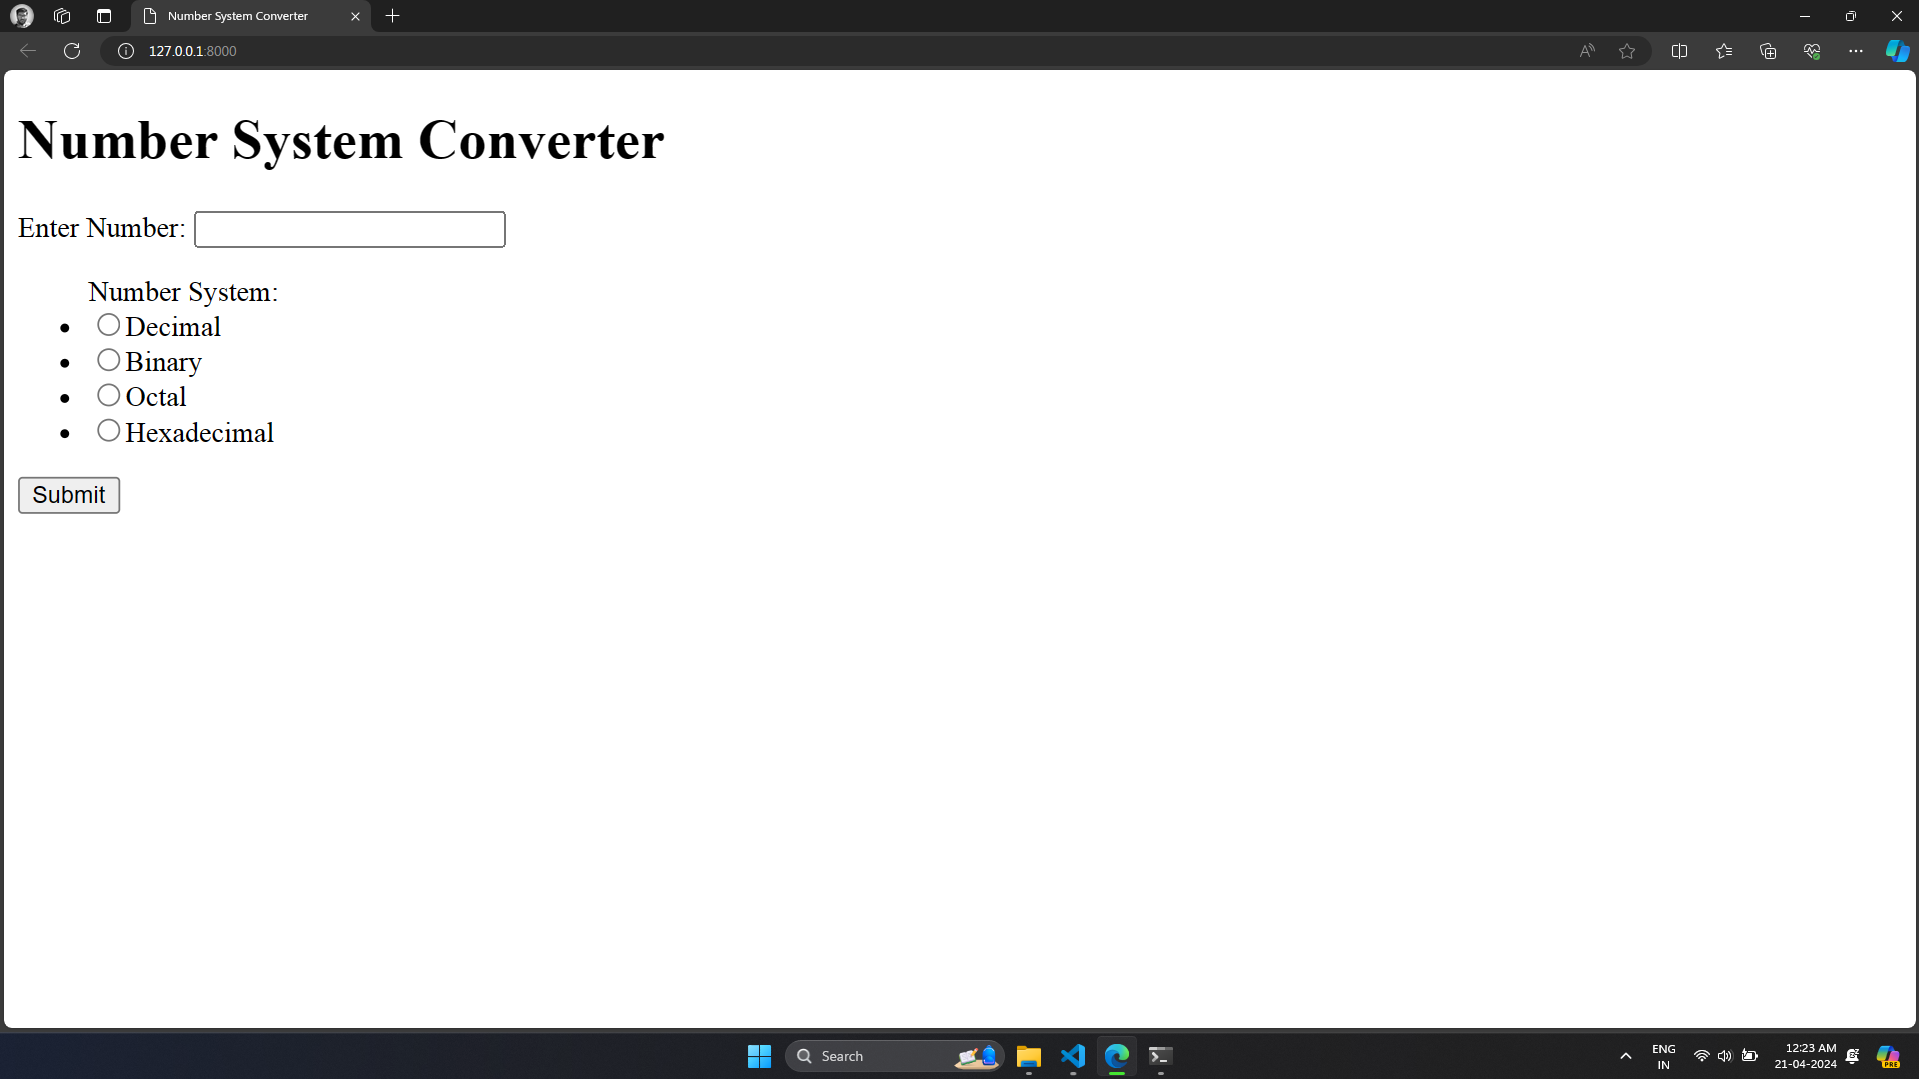 Number System Converter
127.0.0.1:8000
Number System Converter
Enter Number:
Number System:
Decimal
Binary
Octal
Hexadecimal
Submit
Search
ENG
IN
12:23 AM
21-04-2024
PRE